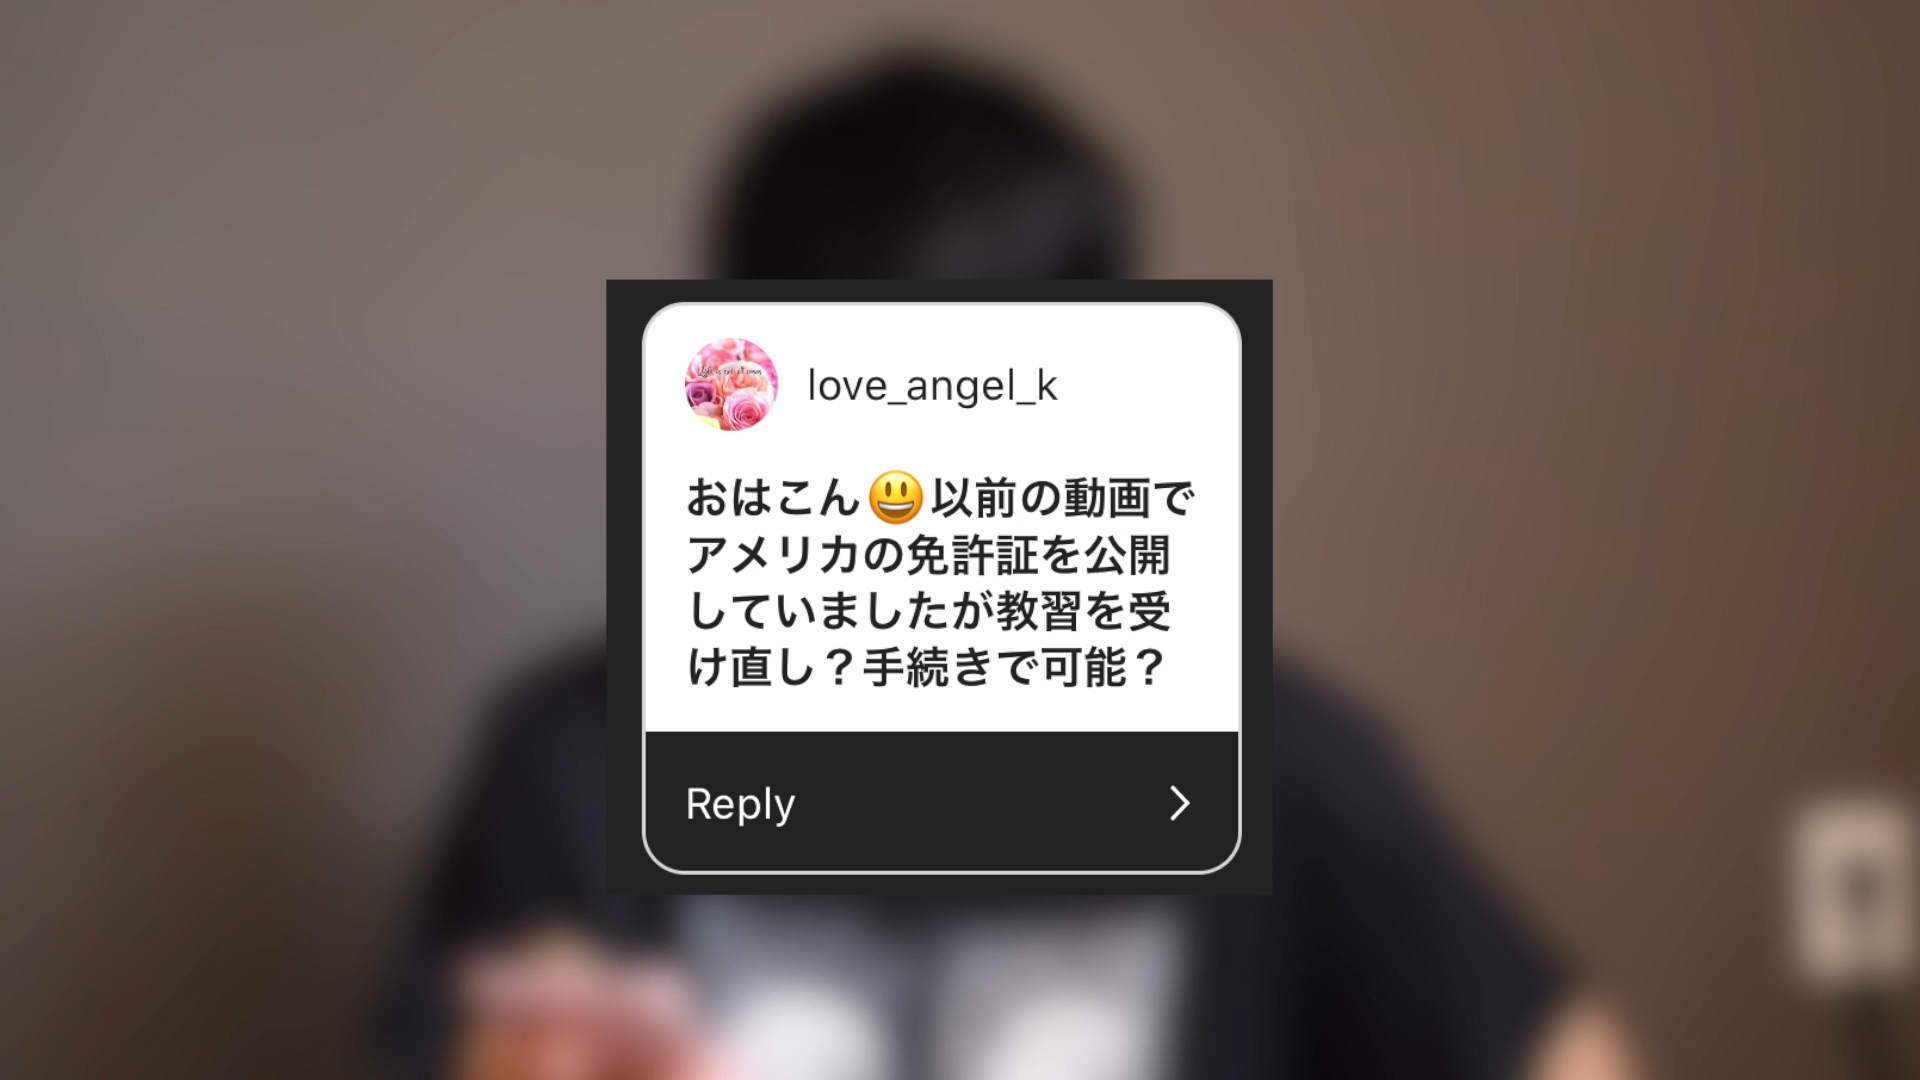 love_angel_k
おはこん😃以前の動画で
アメリカの免許証を公開
していましたが教習を受
け直し？手続きで可能？
Reply